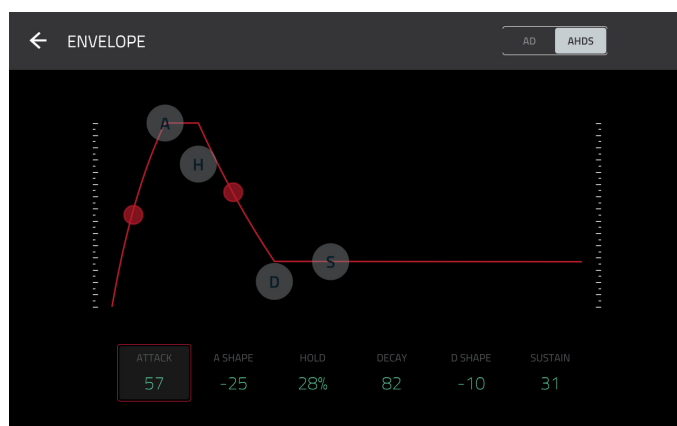 ENVELOPE
AD AHDS
A
H
S
D
ATTACK A SHAPE HOLD DECAY D SHAPE SUSTAIN
57 -25 28% 82 -10 31